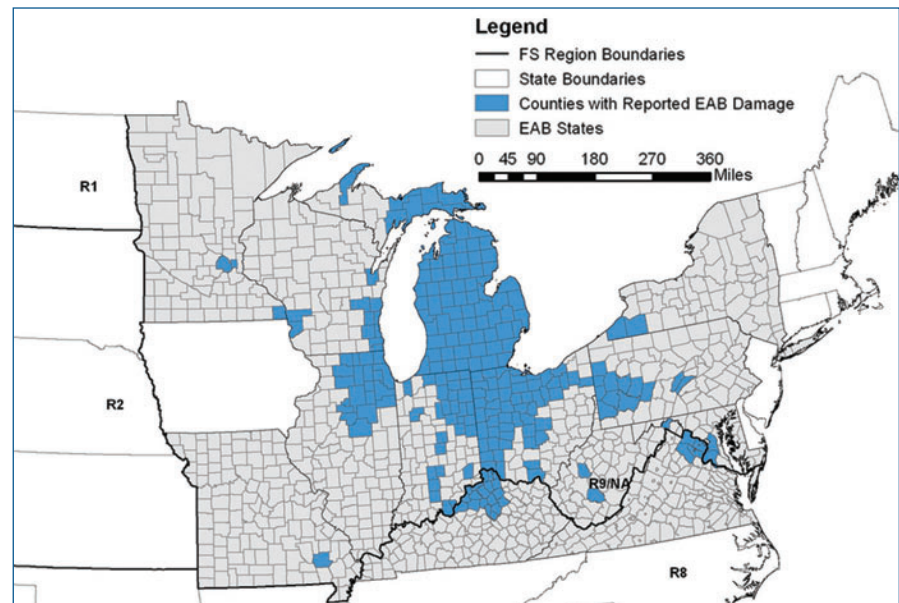 Legend
FS Region Boundaries
State Boundaries
Counties with Reported EAB Damage
EAB States
0 45 90 180 270 360
Miles
R1
R2
R9/NA
R8